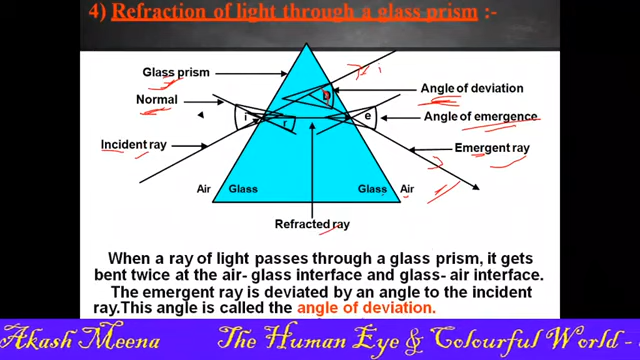 4) Refraction of light through a glass prism :-
Glass prism
Normal
Incident ray
Angle of deviation
Angle of emergence
Emergent ray
D
i
r
e
Air
Glass
Glass
Air
Refracted ray
When a ray of light passes through a glass prism, it gets
bent twice at the air- glass interface and glass- air interface.
The emergent ray is deviated by an angle to the incident
ray.This angle is called the angle of deviation.
Akash Meena The Human Eye & Colourful World -